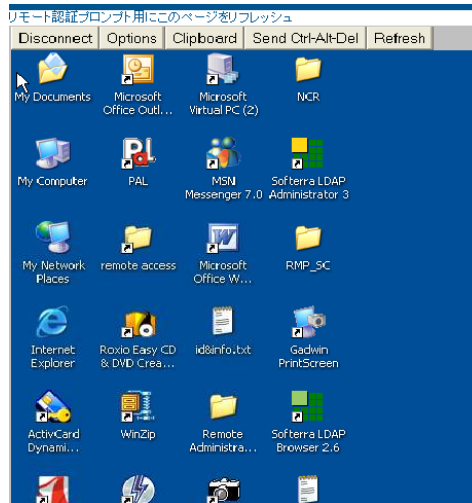 リモート認証プロンプト用にこのページをリフレッシュ
Disconnect Options Clipboard Send Ctrl-Alt-Del Refresh
My Documents
Microsoft
Office Outl...
Microsoft
Virtual PC (2)
NCR
My Computer
PAL
MSN
Messenger 7.0
Softerra LDAP
Administrator 3
My Network
Places
remote access
Microsoft
Office W...
RMP_SC
Internet
Explorer
Roxio Easy CD
& DVD Crea...
id&info.txt
Gadwin
PrintScreen
ActivCard
Dynami...
WinZip
Remote
Administra...
Softerra LDAP
Browser 2.6